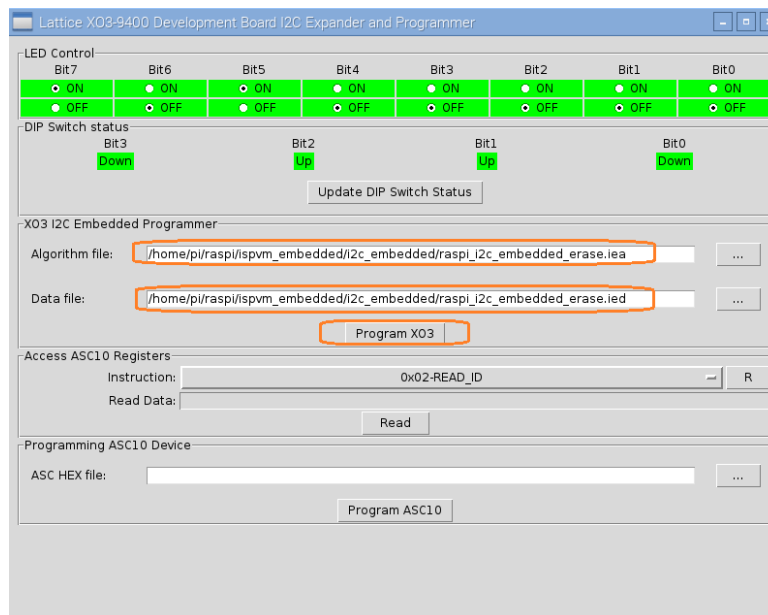 Lattice XO3-9400 Development Board I2C Expander and Programmer
LED Control
Bit7 Bit6 Bit5 Bit4 Bit3 Bit2 Bit1 Bit0
ON ON ON ON ON ON ON ON
OFF OFF OFF OFF OFF OFF OFF OFF
DIP Switch status
Bit3 Bit2 Bit1 Bit0
Down Up Up Down
Update DIP Switch Status
XO3 I2C Embedded Programmer
Algorithm file: /home/pi/raspi/ispvm_embedded/i2c_embedded/raspi_i2c_embedded_erase.iea ...
Data file: /home/pi/raspi/ispvm_embedded/i2c_embedded/raspi_i2c_embedded_erase.ied ...
Program XO3
Access ASC10 Registers
Instruction: 0x02-READ_ID R
Read Data:
Read
Programming ASC10 Device
ASC HEX file: ...
Program ASC10